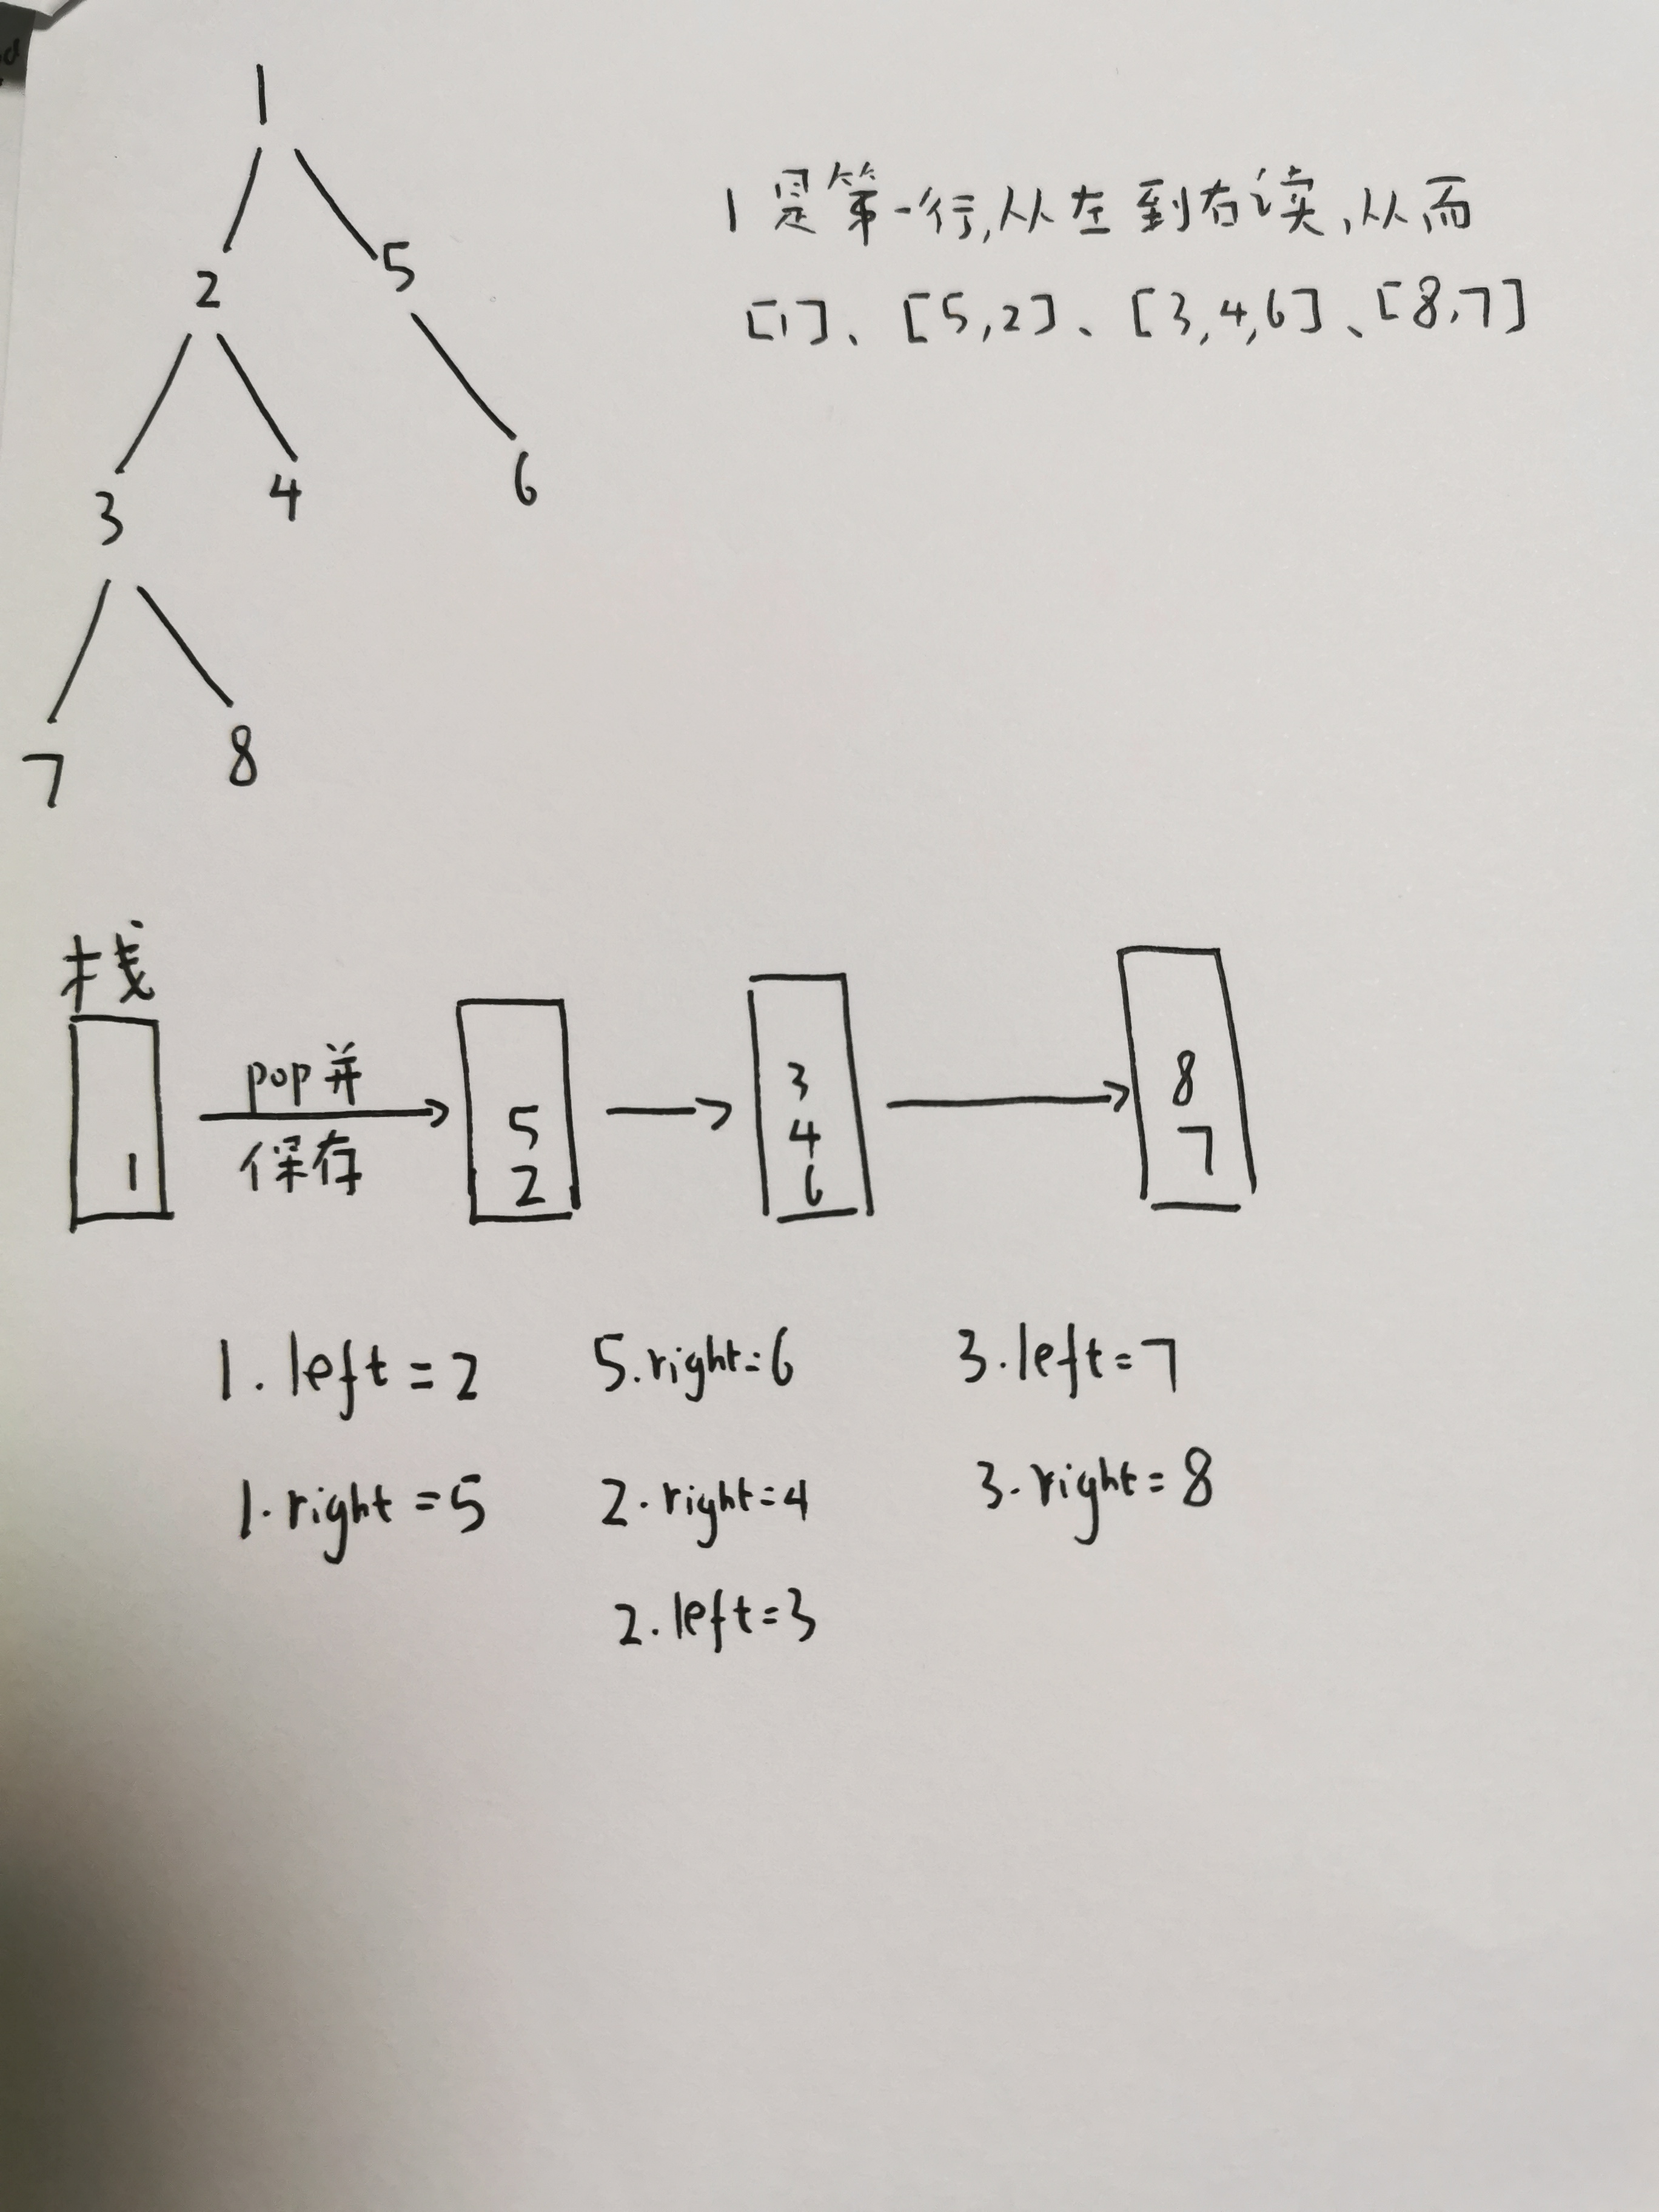 1
2 5
3 4 6
7 8
1是第一行,从左到右读,从而
[1]、[5,2]、[3,4,6]、[8,7]
栈
1
pop并
保存
5
2
3
4
6
8
7
1.left=2 5.right=6 3.left=7
1.right=5 2.right=4 3.right=8
2.left=3